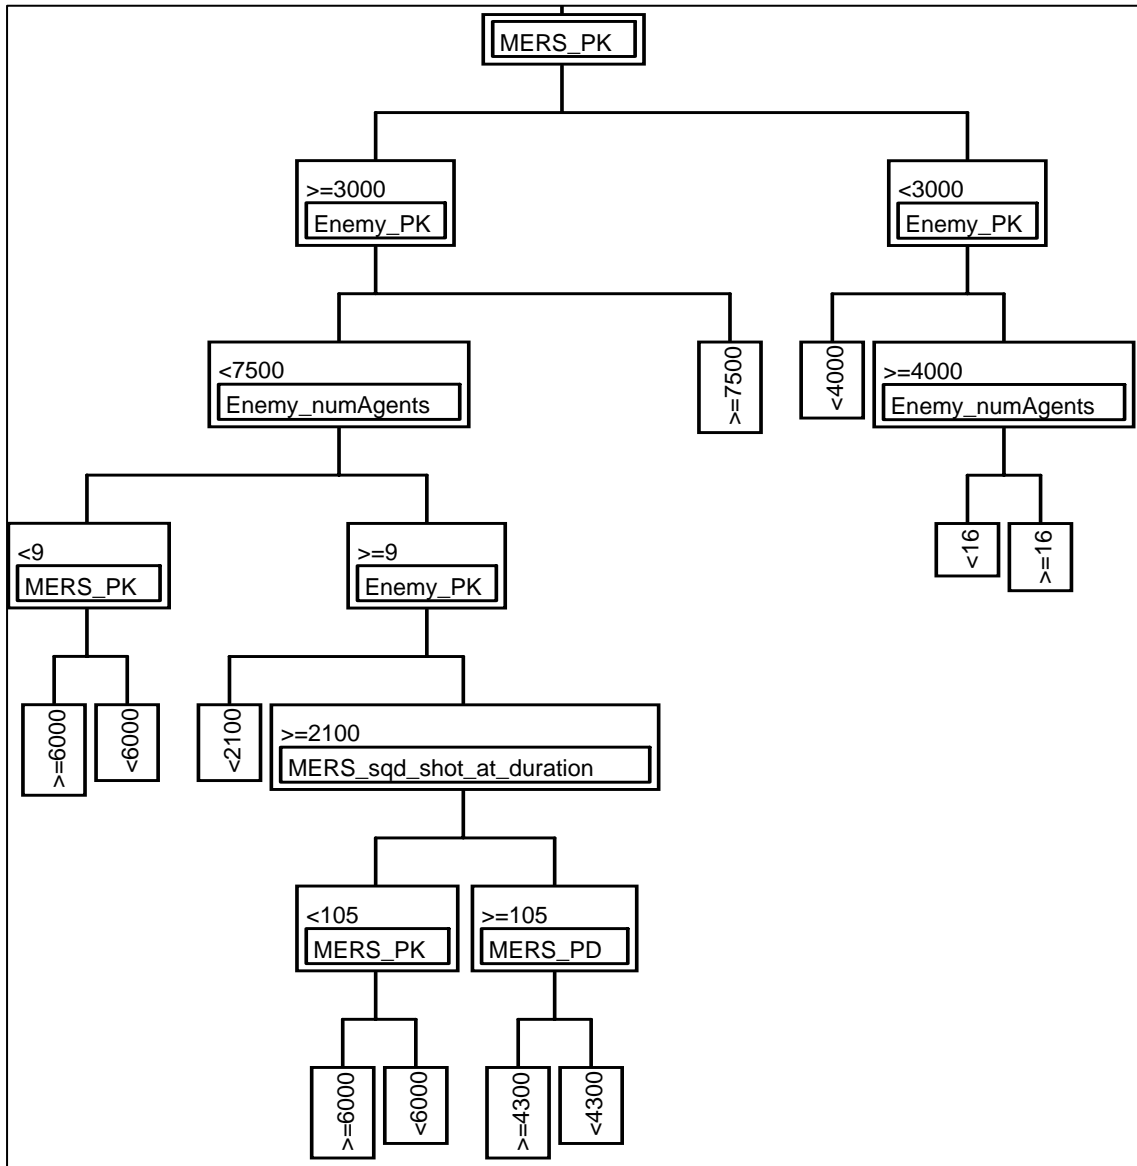 MERS_PK
>=3000
Enemy_PK
<3000
Enemy_PK
<7500
Enemy_numAgents
>=7500
<4000
>=4000
Enemy_numAgents
<9
MERS_PK
>=9
Enemy_PK
<16
>=16
>=6000
<6000
<2100
>=2100
MERS_sqd_shot_at_duration
<105
MERS_PK
>=105
MERS_PD
>=6000
<6000
>=4300
<4300